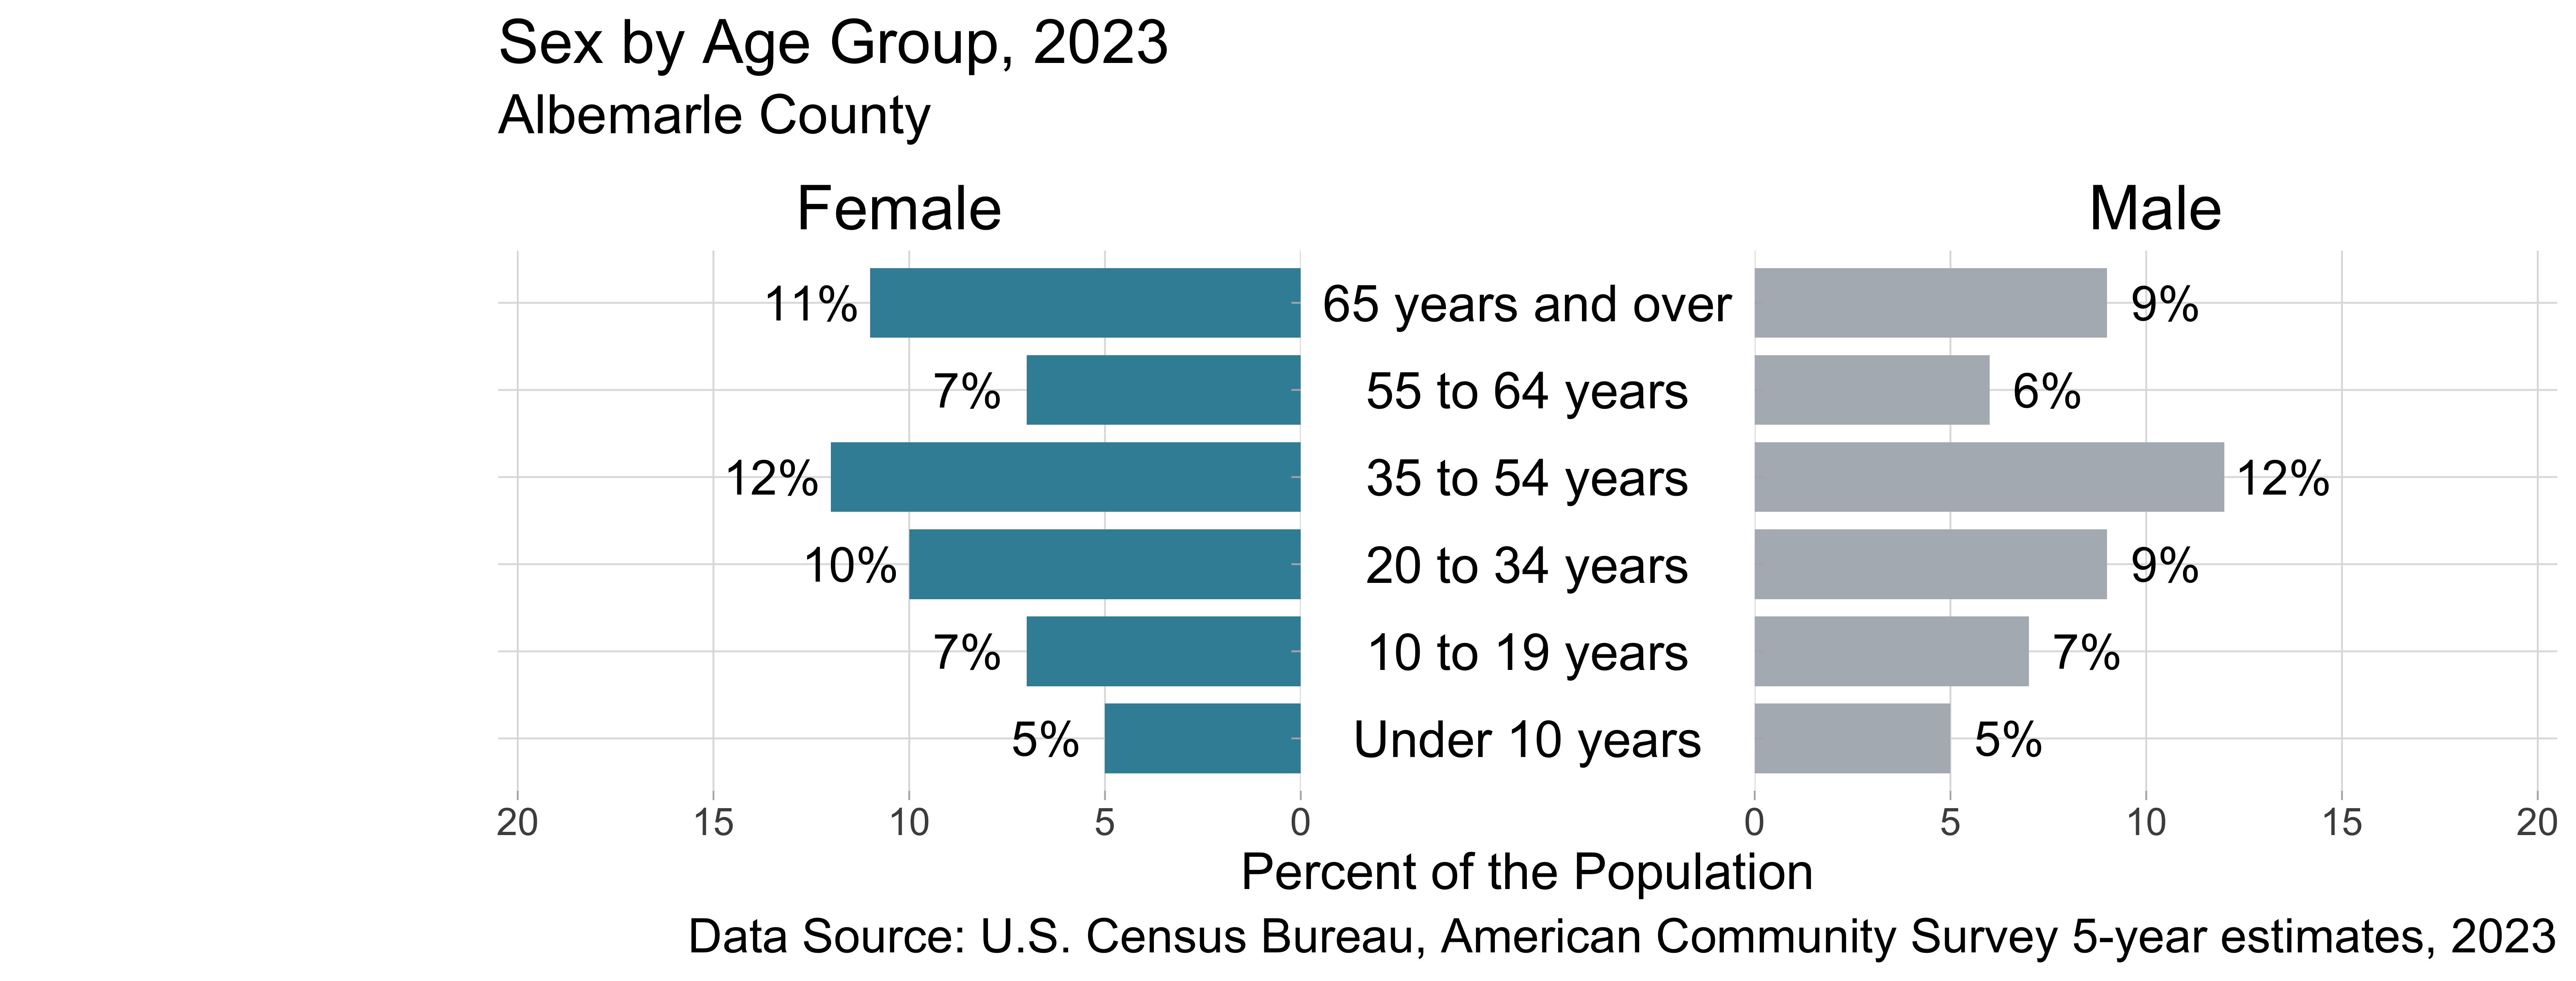 Sex by Age Group, 2023
Albemarle County
Female Male
11% 65 years and over 9%
7% 55 to 64 years 6%
12% 35 to 54 years 12%
10% 20 to 34 years 9%
7% 10 to 19 years 7%
5% Under 10 years 5%
20 15 10 5 0 0 5 10 15 20
Percent of the Population
Data Source: U.S. Census Bureau, American Community Survey 5-year estimates, 2023